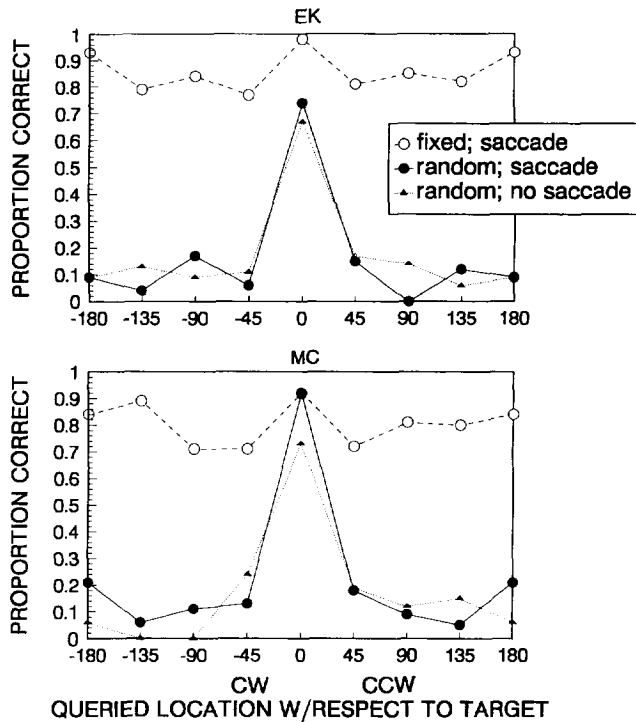 EK
PROPORTION CORRECT
1
0.9
0.8
0.7
0.6
0.5
0.4
0.3
0.2
0.1
0
-180 -135 -90 -45 0 45 90 135 180
fixed; saccade
random; saccade
random; no saccade
MC
PROPORTION CORRECT
1
0.9
0.8
0.7
0.6
0.5
0.4
0.3
0.2
0.1
0
-180 -135 -90 -45 0 45 90 135 180
CW CCW
QUERIED LOCATION W/RESPECT TO TARGET